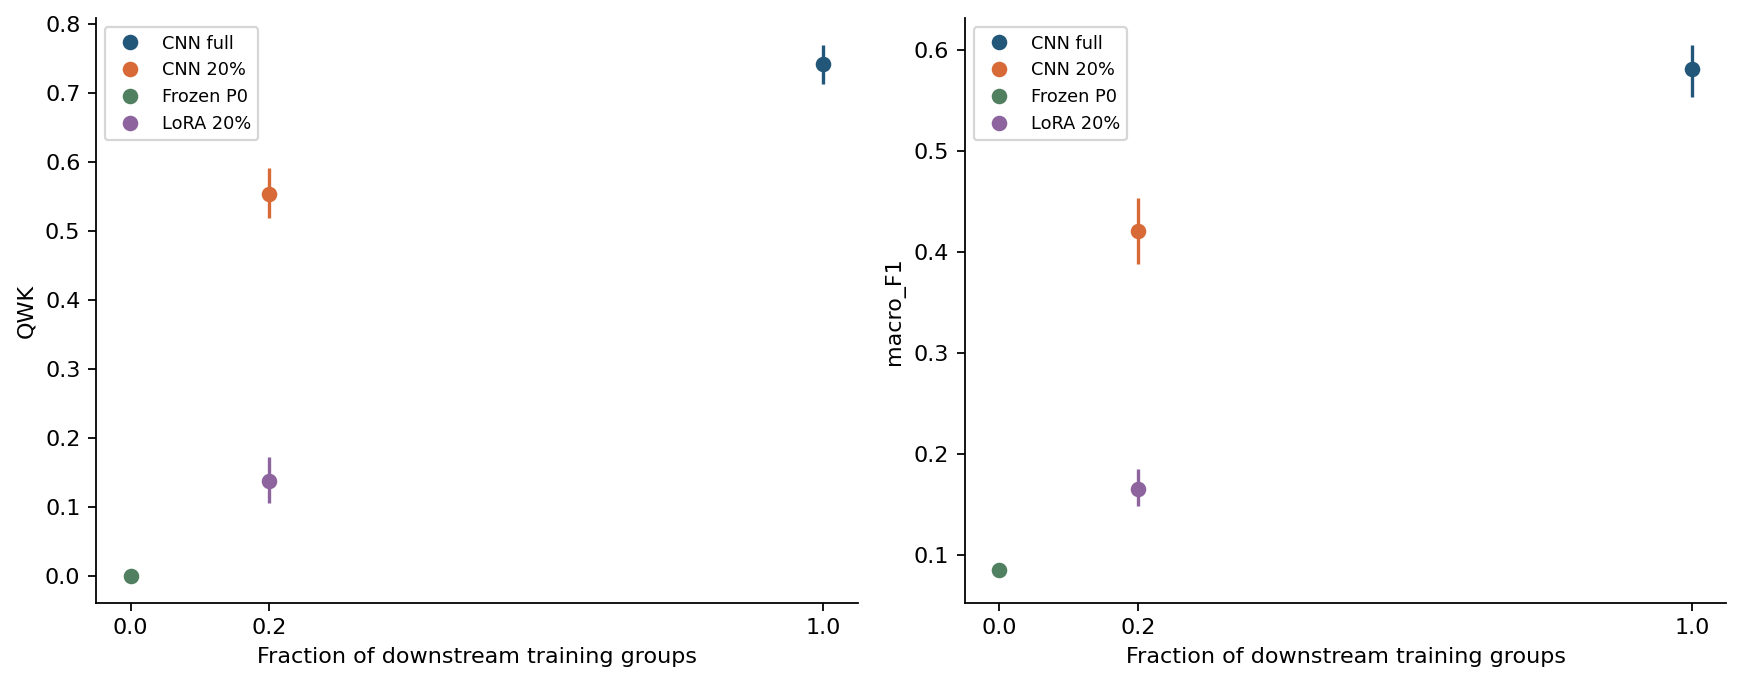 0.8
0.7
0.6
0.5
0.4
0.3
0.2
0.1
0.0
QWK
CNN full
CNN 20%
Frozen P0
LoRA 20%
0.0 0.2 1.0
Fraction of downstream training groups
0.6
0.5
0.4
0.3
0.2
0.1
macro_F1
CNN full
CNN 20%
Frozen P0
LoRA 20%
0.0 0.2 1.0
Fraction of downstream training groups